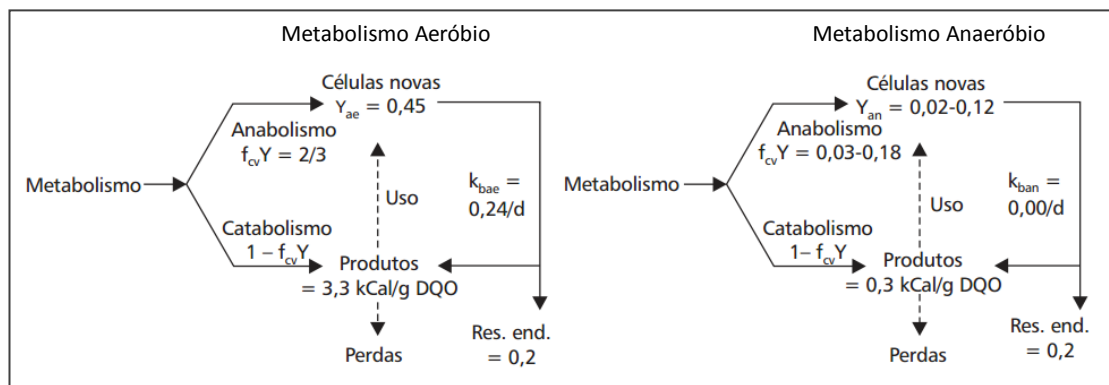 Metabolismo Aeróbio
Células novas
Y_ae = 0,45
Anabolismo
f_cvY = 2/3
Metabolismo
Uso
k_bae =
0,24/d
Catabolismo
1 – f_cvY
Produtos
= 3,3 kCal/g DQO
Perdas
Res. end.
= 0,2
Metabolismo Anaeróbio
Células novas
Y_an = 0,02-0,12
Anabolismo
f_cvY = 0,03-0,18
Metabolismo
Uso
k_ban =
0,00/d
Catabolismo
1– f_cvY
Produtos
= 0,3 kCal/g DQO
Perdas
Res. end.
= 0,2